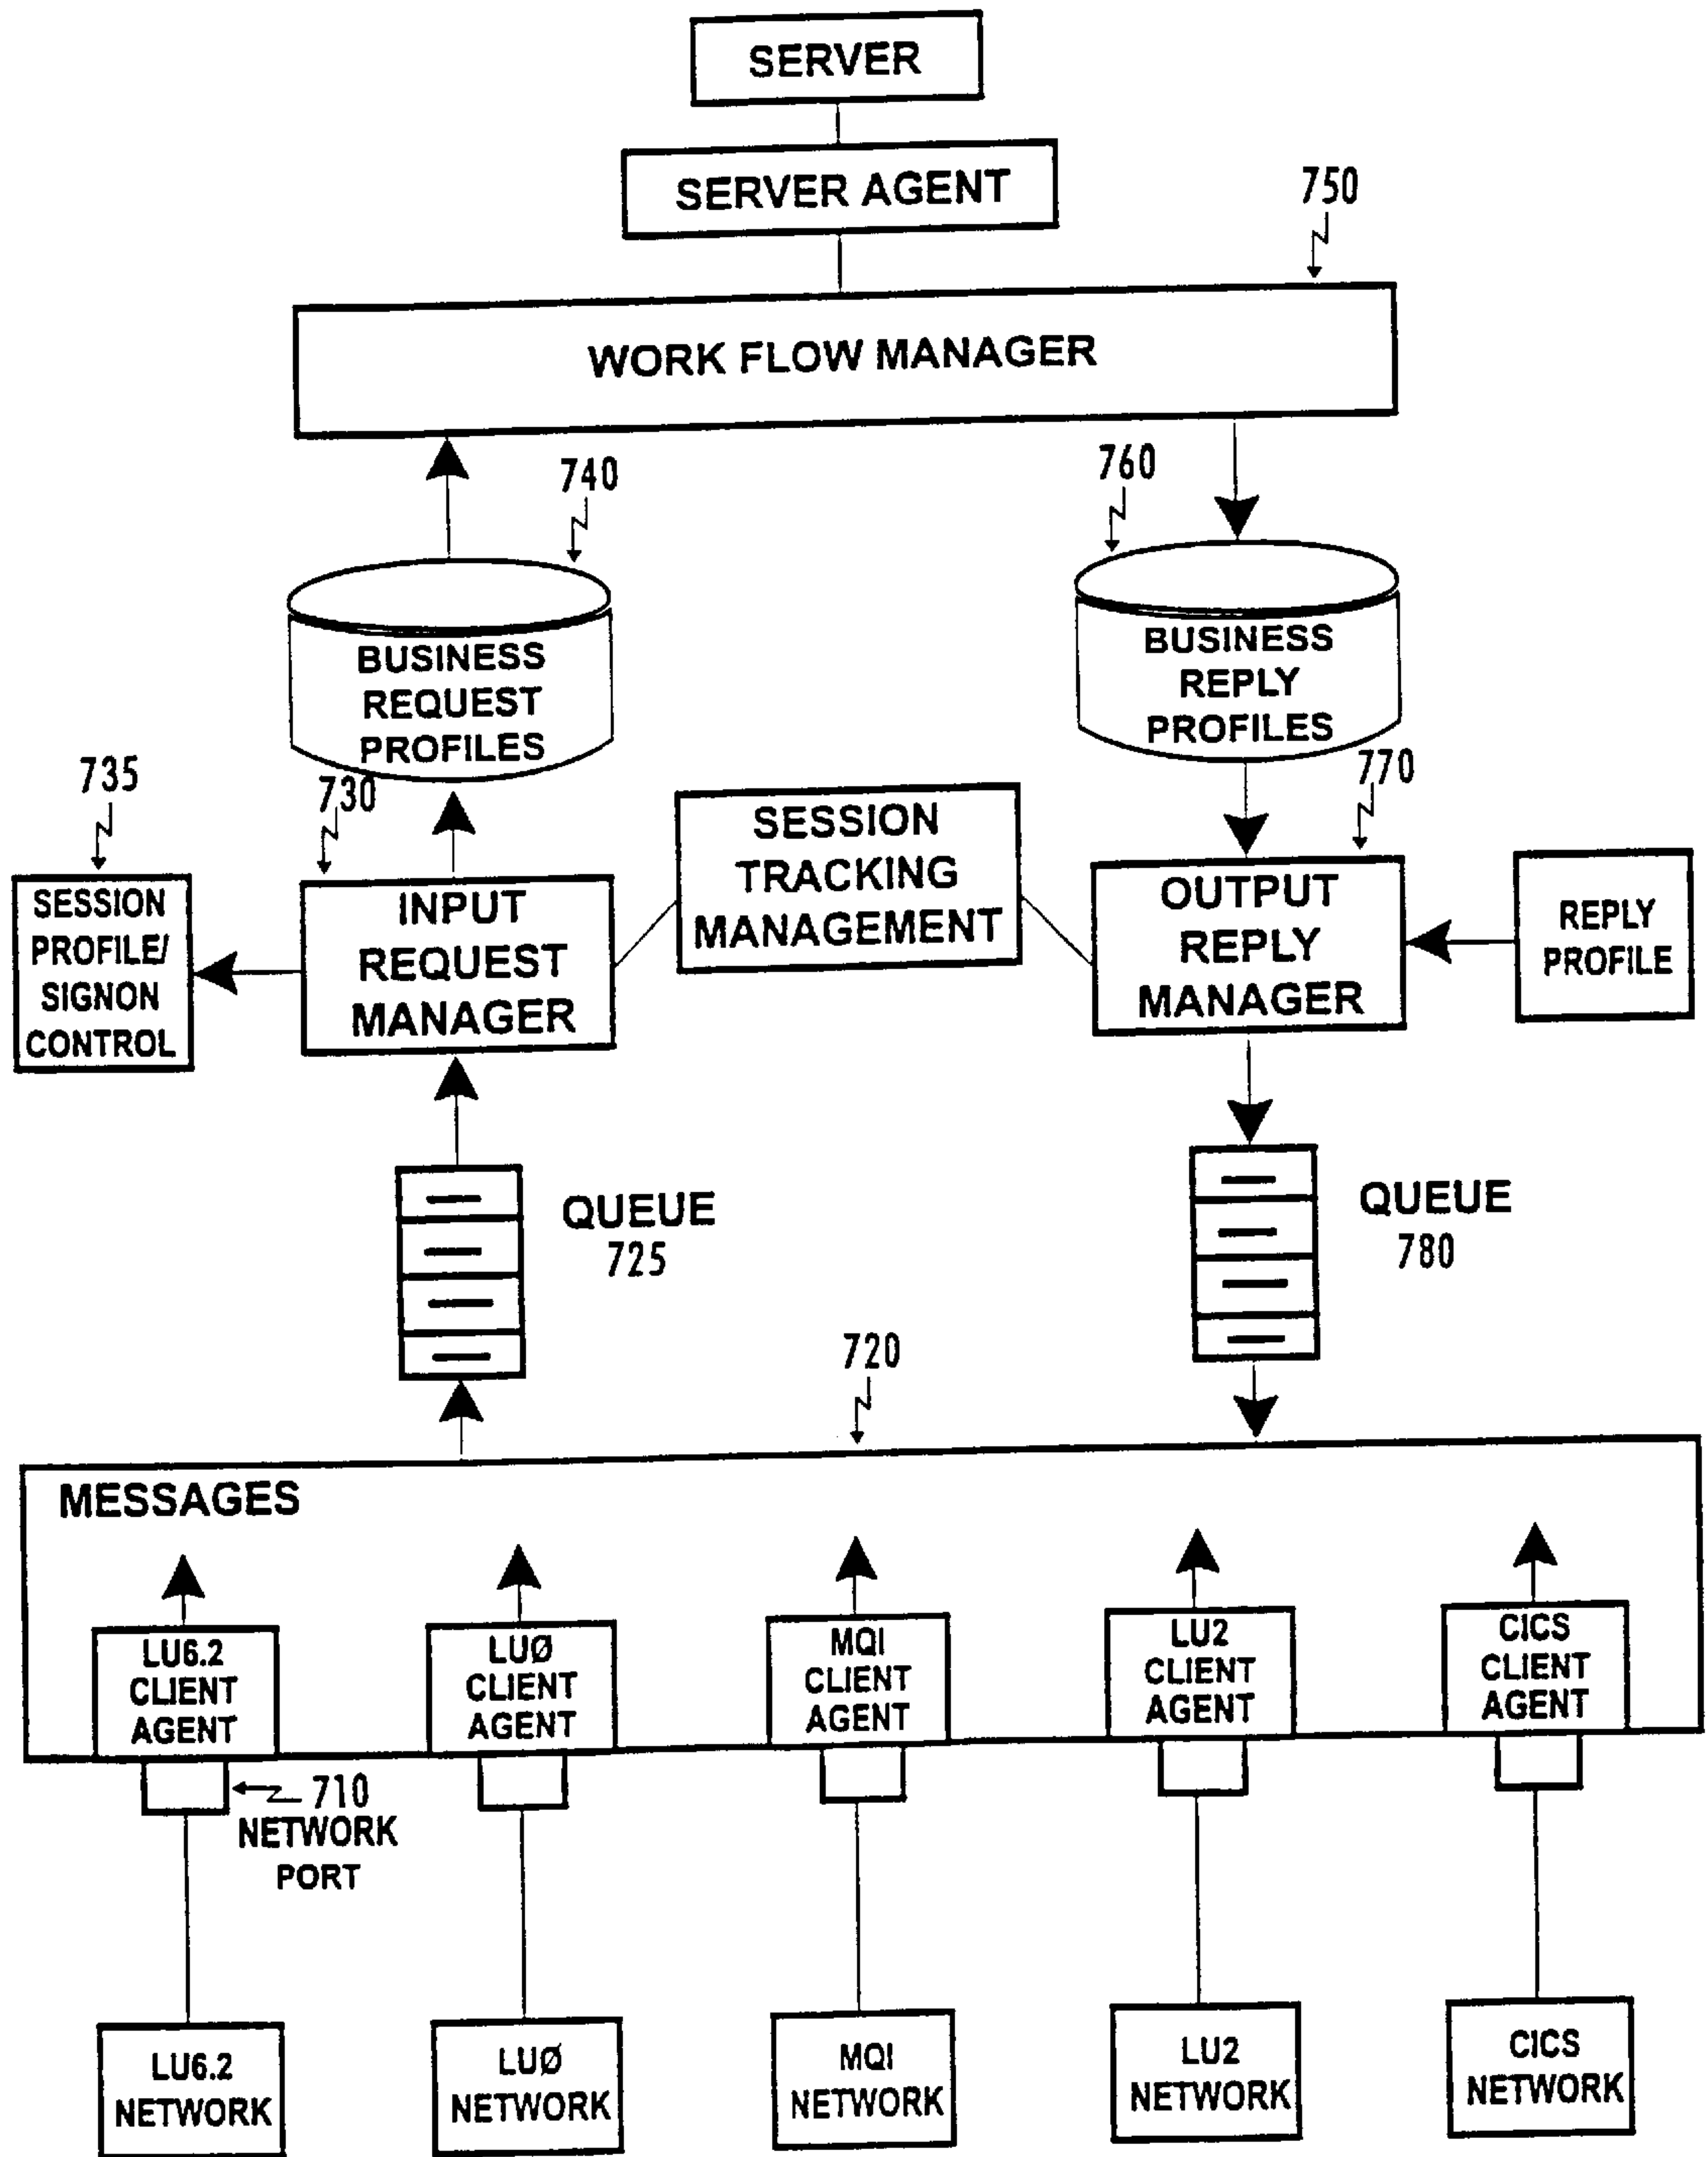 SERVER
SERVER AGENT
750
WORK FLOW MANAGER
740
760
BUSINESS
REQUEST
PROFILES
BUSINESS
REPLY
PROFILES
735
730
770
SESSION
PROFILE/
SIGNON
CONTROL
INPUT
REQUEST
MANAGER
SESSION
TRACKING
MANAGEMENT
OUTPUT
REPLY
MANAGER
REPLY
PROFILE
QUEUE
725
QUEUE
780
720
MESSAGES
LU6.2
CLIENT
AGENT
LUØ
CLIENT
AGENT
MQI
CLIENT
AGENT
LU2
CLIENT
AGENT
CICS
CLIENT
AGENT
710
NETWORK
PORT
LU6.2
NETWORK
LUØ
NETWORK
MQI
NETWORK
LU2
NETWORK
CICS
NETWORK